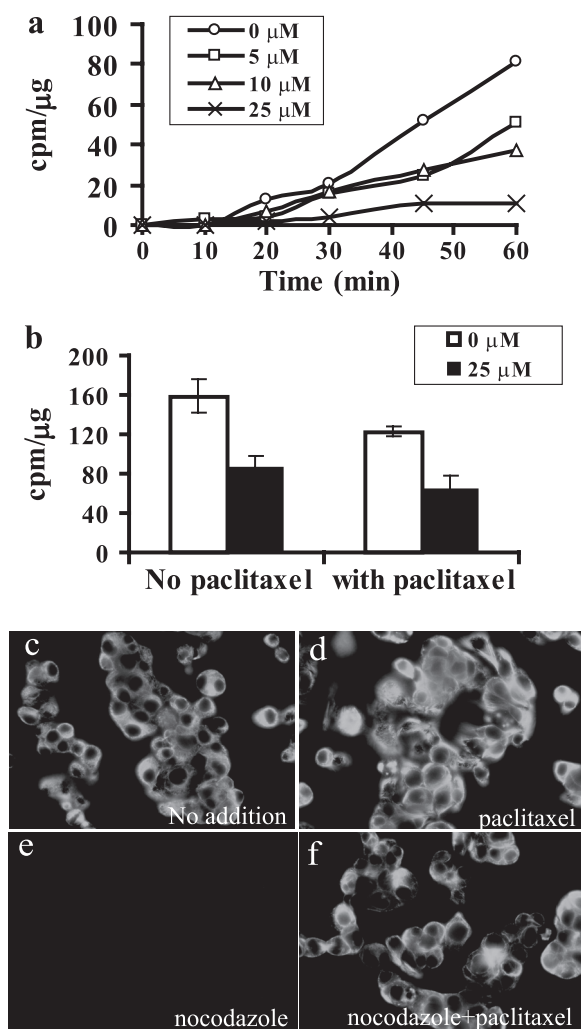 a
100
80
60
40
20
0
cpm/µg
0 µM
5 µM
10 µM
25 µM
0 10 20 30 40 50 60
Time (min)
b
200
160
120
80
40
0
cpm/µg
0 µM
25 µM
No paclitaxel with paclitaxel
c
No addition
d
paclitaxel
e
nocodazole
f
nocodazole+paclitaxel